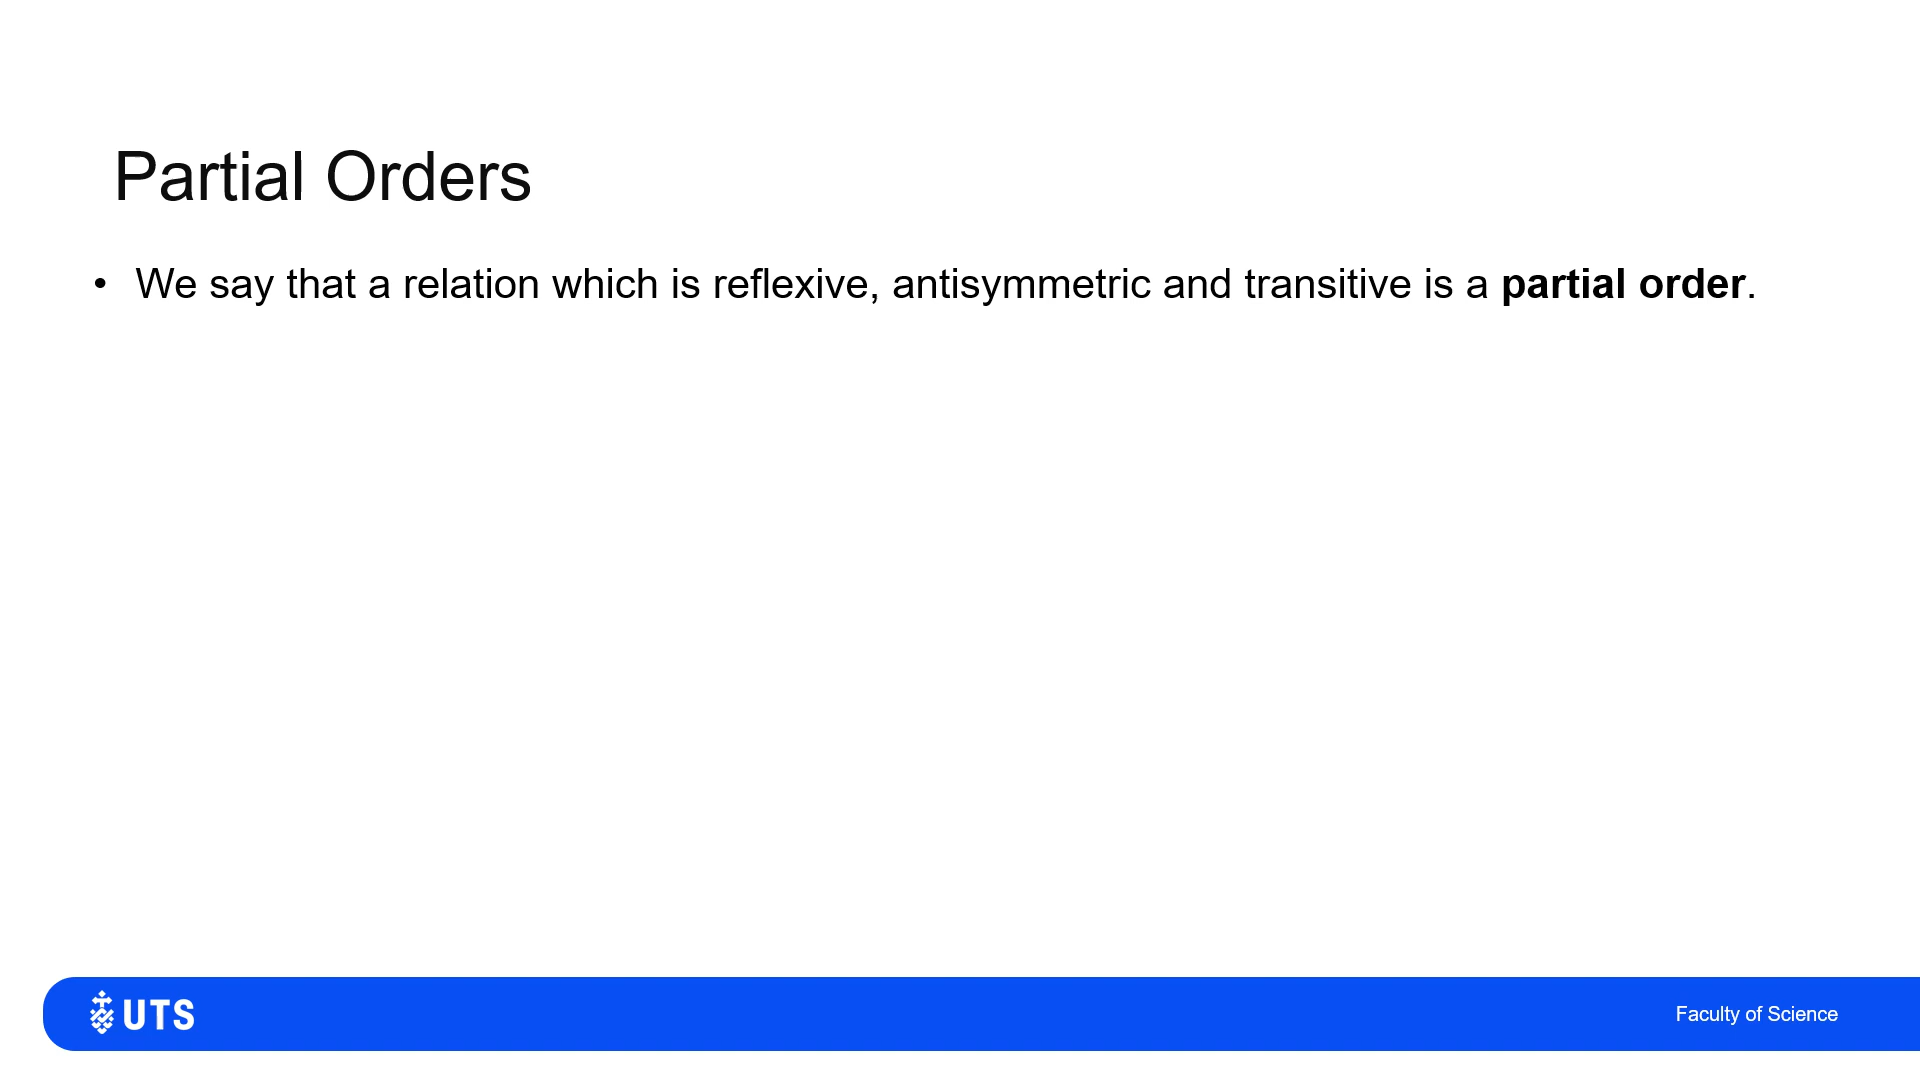 Partial Orders
• We say that a relation which is reflexive, antisymmetric and transitive is a partial order.
UTS
Faculty of Science